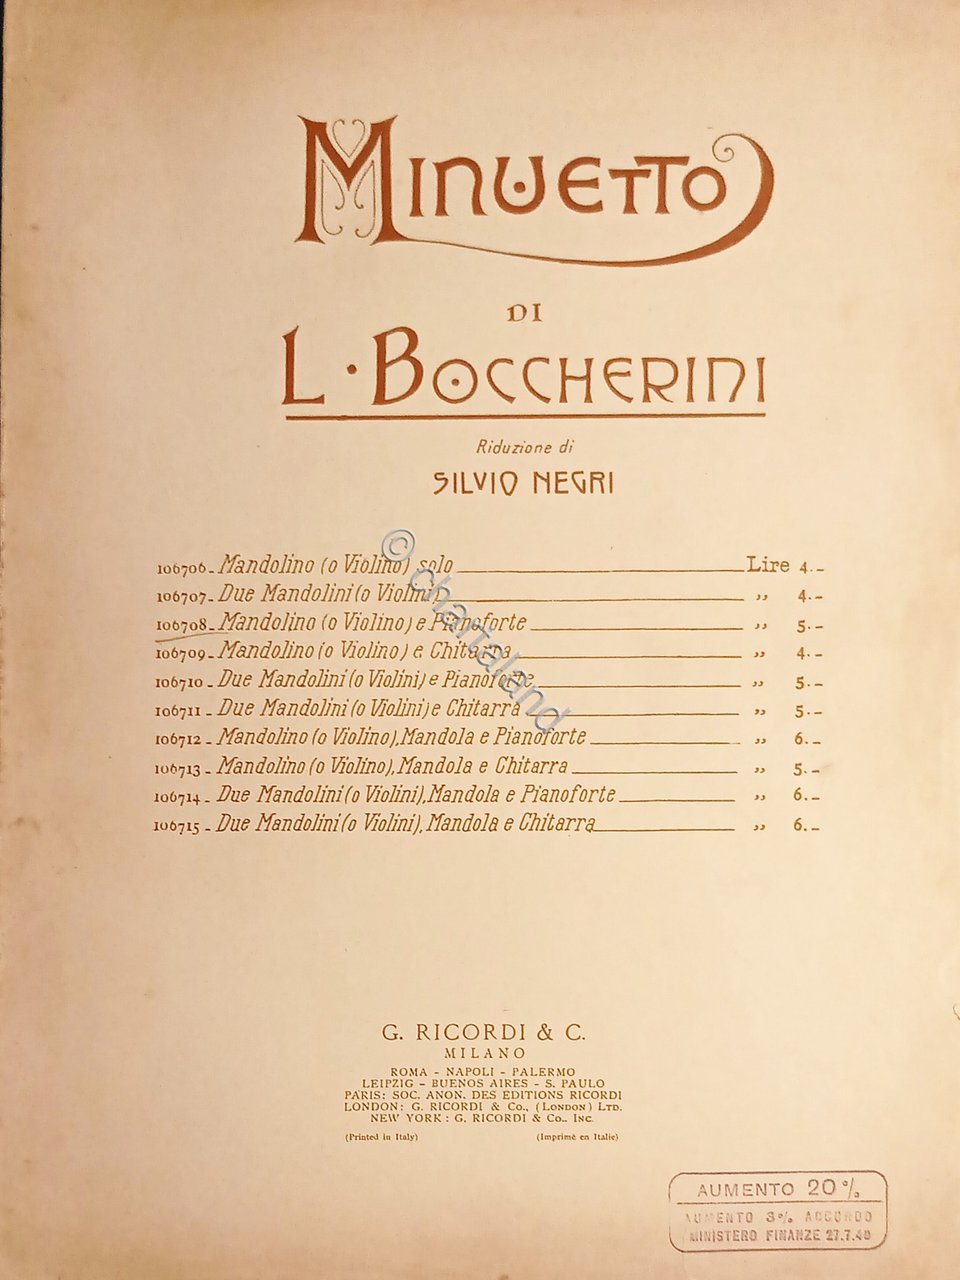 MINUETTO
DI
L. BOCCHERINI
Riduzione di
SILVIO NEGRI
106706 - Mandolino (o Violino) solo Lire 4.-
106707 - Due Mandolini (o Violini) ,, 4.-
106708 - Mandolino (o Violino) e Pianoforte ,, 5.-
106709 - Mandolino (o Violino) e Chitarra ,, 4.-
106710 - Due Mandolini (o Violini) e Pianoforte ,, 5.-
106711 - Due Mandolini (o Violini) e Chitarra ,, 5.-
106712 - Mandolino (o Violino), Mandola e Pianoforte ,, 6.-
106713 - Mandolino (o Violino), Mandola e Chitarra ,, 5.-
106714 - Due Mandolini (o Violini), Mandola e Pianoforte ,, 6.-
106715 - Due Mandolini (o Violini), Mandola e Chitarra ,, 6.-
© chartaland
G. RICORDI & C.
MILANO
ROMA - NAPOLI - PALERMO
LEIPZIG - BUENOS AIRES - S. PAULO
PARIS: SOC. ANON. DES EDITIONS RICORDI
LONDON: G. RICORDI & Co., (LONDON) LTD.
NEW YORK: G. RICORDI & Co., INC.
(Printed in Italy) (Imprimé en Italie)
AUMENTO 20%
AUMENTO 3% ACCORDO
MINISTERO FINANZE 27.7.40